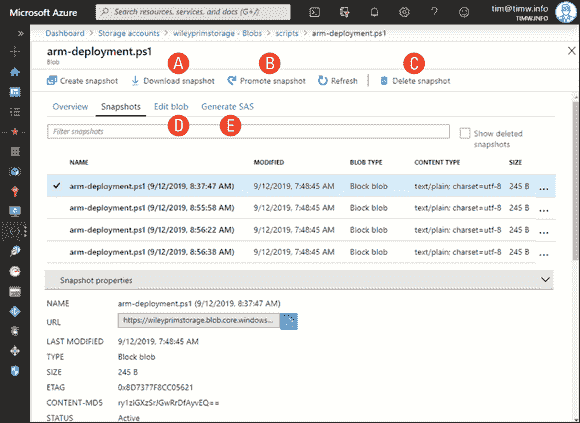 Microsoft Azure
Search resources, services, and docs (G+/)
tim@timw.info
TIMW.INFO
Dashboard > Storage accounts > wileyprimstorage - Blobs > scripts > arm-deployment.ps1
arm-deployment.ps1
Blob
A B C
Create snapshot Download snapshot Promote snapshot Refresh Delete snapshot
Overview Snapshots Edit blob Generate SAS
D E
Filter snapshots
Show deleted
snapshots
NAME MODIFIED BLOB TYPE CONTENT TYPE SIZE
arm-deployment.ps1 (9/12/2019, 8:37:47 AM) 9/12/2019, 7:48:45 AM Block blob text/plain; charset=utf-8 245 B ...
arm-deployment.ps1 (9/12/2019, 8:55:58 AM) 9/12/2019, 7:48:45 AM Block blob text/plain; charset=utf-8 245 B ...
arm-deployment.ps1 (9/12/2019, 8:56:22 AM) 9/12/2019, 7:48:45 AM Block blob text/plain; charset=utf-8 245 B ...
arm-deployment.ps1 (9/12/2019, 8:56:38 AM) 9/12/2019, 7:48:45 AM Block blob text/plain; charset=utf-8 245 B ...
Snapshot properties
NAME arm-deployment.ps1 (9/12/2019, 8:37:47 AM)
URL https://wileyprimstorage.blob.core.windows...
LAST MODIFIED 9/12/2019, 7:48:45 AM
TYPE Block blob
SIZE 245 B
ETAG 0x8D7377F8CC05621
CONTENT-MD5 ry1ziGXzSrJGwRrDfAyvEQ==
STATUS Active